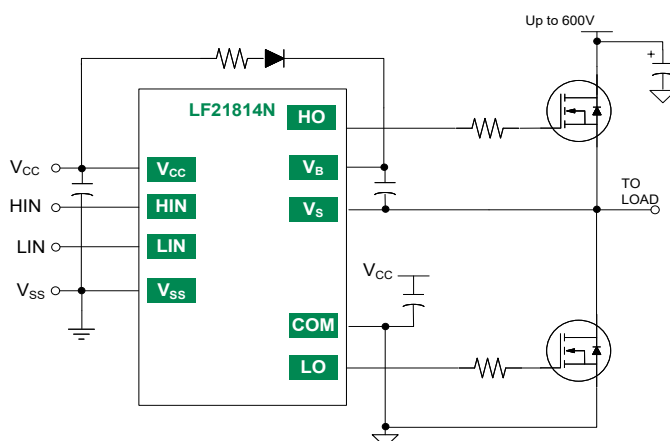 Up to 600V
+
LF21814N
HO
VCC
VCC
VB
HIN
HIN
VS
TO
LOAD
LIN
LIN
VCC
VSS
VSS
COM
LO